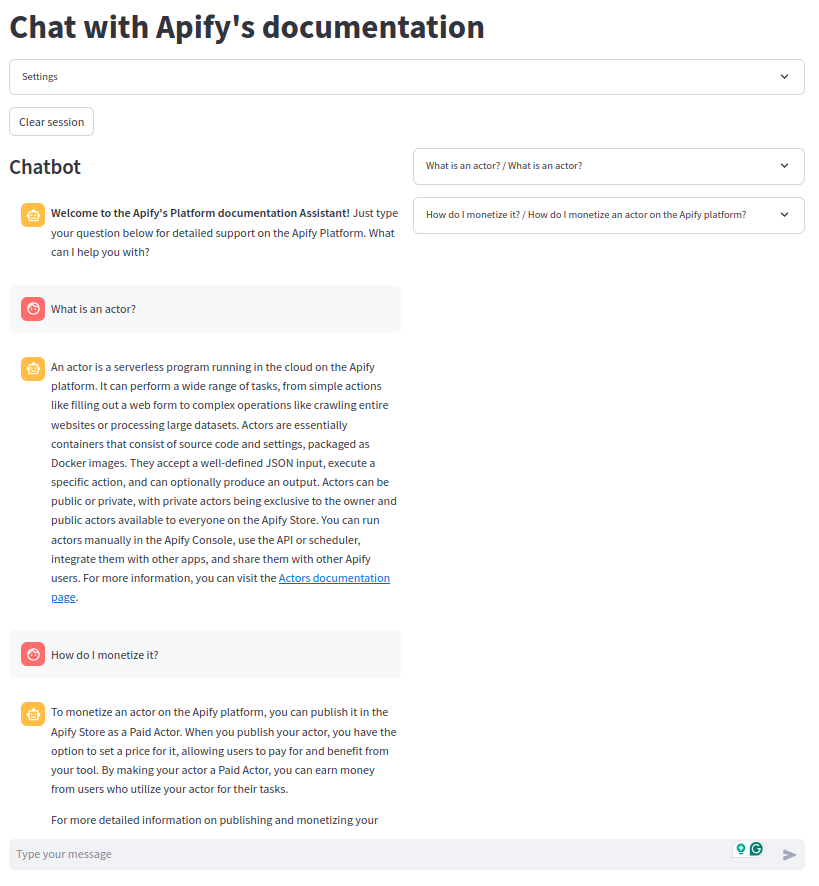 Chat with Apify's documentation
Settings
Clear session
Chatbot
Welcome to the Apify's Platform documentation Assistant! Just type
your question below for detailed support on the Apify Platform. What
can I help you with?
What is an actor?
An actor is a serverless program running in the cloud on the Apify
platform. It can perform a wide range of tasks, from simple actions
like filling out a web form to complex operations like crawling entire
websites or processing large datasets. Actors are essentially
containers that consist of source code and settings, packaged as
Docker images. They accept a well-defined JSON input, execute a
specific action, and can optionally produce an output. Actors can be
public or private, with private actors being exclusive to the owner and
public actors available to everyone on the Apify Store. You can run
actors manually in the Apify Console, use the API or scheduler,
integrate them with other apps, and share them with other Apify
users. For more information, you can visit the Actors documentation
page.
How do I monetize it?
To monetize an actor on the Apify platform, you can publish it in the
Apify Store as a Paid Actor. When you publish your actor, you have the
option to set a price for it, allowing users to pay for and benefit from
your tool. By making your actor a Paid Actor, you can earn money
from users who utilize your actor for their tasks.
For more detailed information on publishing and monetizing your
What is an actor? / What is an actor?
How do I monetize it? / How do I monetize an actor on the Apify platform?
Type your message